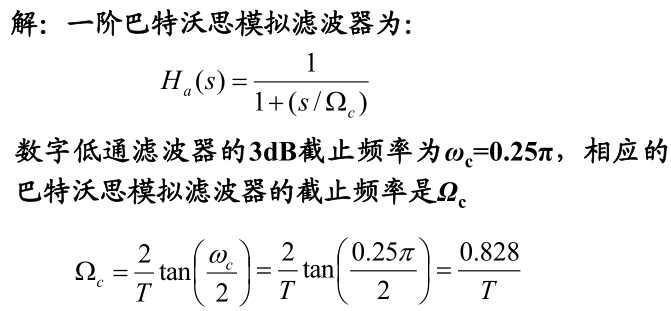 解：一阶巴特沃思模拟滤波器为：
Hₐ(s) = 1 / (1+(s/Ω_c))
数字低通滤波器的3dB截止频率为ω_c=0.25π，相应的
巴特沃思模拟滤波器的截止频率是Ω_c
Ω_c = 2/T tan(ω_c/2) = 2/T tan(0.25π/2) = 0.828/T